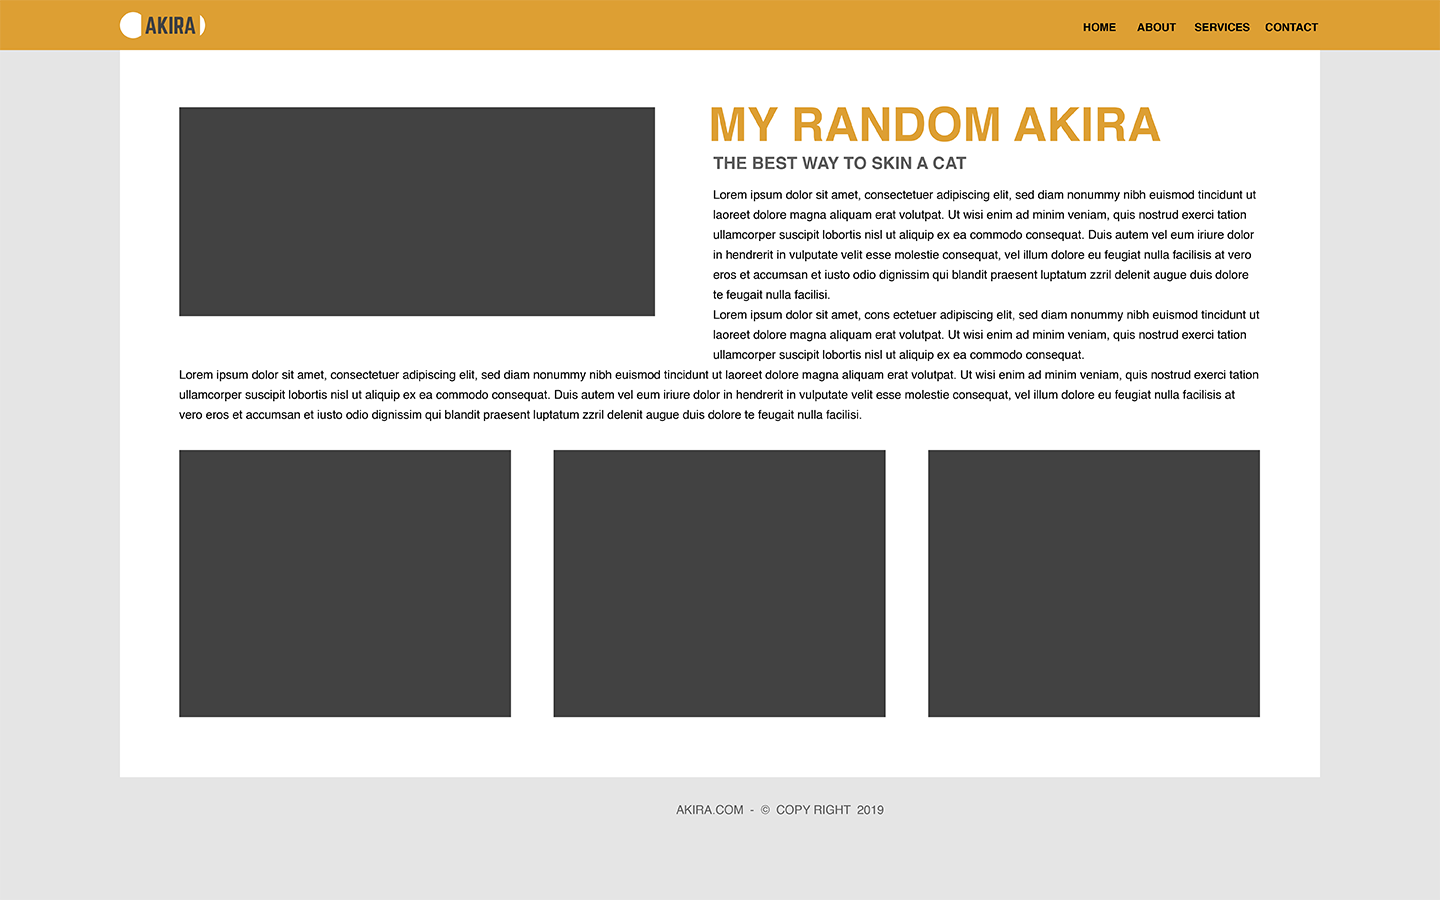 AKIRA
HOME ABOUT SERVICES CONTACT
MY RANDOM AKIRA
THE BEST WAY TO SKIN A CAT
Lorem ipsum dolor sit amet, consectetuer adipiscing elit, sed diam nonummy nibh euismod tincidunt ut
laoreet dolore magna aliquam erat volutpat. Ut wisi enim ad minim veniam, quis nostrud exerci tation
ullamcorper suscipit lobortis nisl ut aliquip ex ea commodo consequat. Duis autem vel eum iriure dolor
in hendrerit in vulputate velit esse molestie consequat, vel illum dolore eu feugiat nulla facilisis at vero
eros et accumsan et iusto odio dignissim qui blandit praesent luptatum zzril delenit augue duis dolore
te feugait nulla facilisi.
Lorem ipsum dolor sit amet, cons ectetuer adipiscing elit, sed diam nonummy nibh euismod tincidunt ut
laoreet dolore magna aliquam erat volutpat. Ut wisi enim ad minim veniam, quis nostrud exerci tation
ullamcorper suscipit lobortis nisl ut aliquip ex ea commodo consequat.
Lorem ipsum dolor sit amet, consectetuer adipiscing elit, sed diam nonummy nibh euismod tincidunt ut laoreet dolore magna aliquam erat volutpat. Ut wisi enim ad minim veniam, quis nostrud exerci tation
ullamcorper suscipit lobortis nisl ut aliquip ex ea commodo consequat. Duis autem vel eum iriure dolor in hendrerit in vulputate velit esse molestie consequat, vel illum dolore eu feugiat nulla facilisis at
vero eros et accumsan et iusto odio dignissim qui blandit praesent luptatum zzril delenit augue duis dolore te feugait nulla facilisi.
AKIRA.COM - © COPY RIGHT 2019